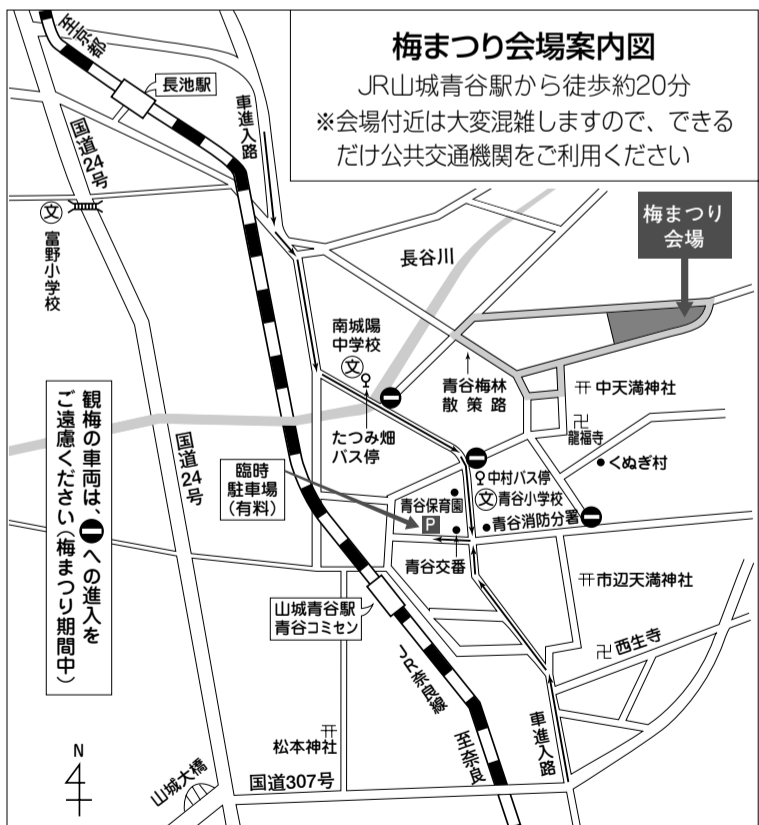 梅まつり会場案内図
JR山城青谷駅から徒歩約20分
※会場付近は大変混雑しますので、できる
だけ公共交通機関をご利用ください
至京都
長池駅
車進入路
国道24号
文
富野小学校
長谷川
梅まつり
会場
南城陽
中学校
文
青谷梅林
散策路
中天満神社
卍
龍福寺
くぬぎ村
たつみ畑
バス停
中村バス停
文青谷小学校
青谷消防分署
青谷保育園
P
青谷交番
臨時
駐車場
(有料)
国道24号
観梅の車両は、⛔への進入を
ご遠慮ください(梅まつり期間中)
市辺天満神社
卍西生寺
山城青谷駅
青谷コミセン
JR奈良線
至奈良
車進入路
松本神社
国道307号
山城大橋
N